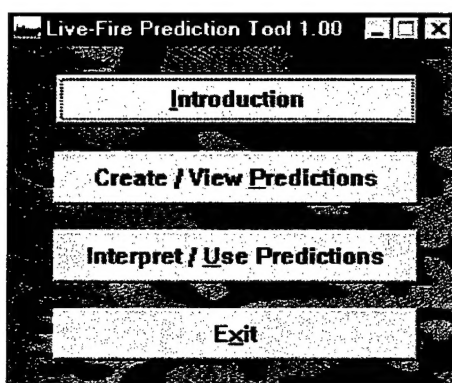 Live-Fire Prediction Tool 1.00
Introduction
Create / View Predictions
Interpret / Use Predictions
Exit